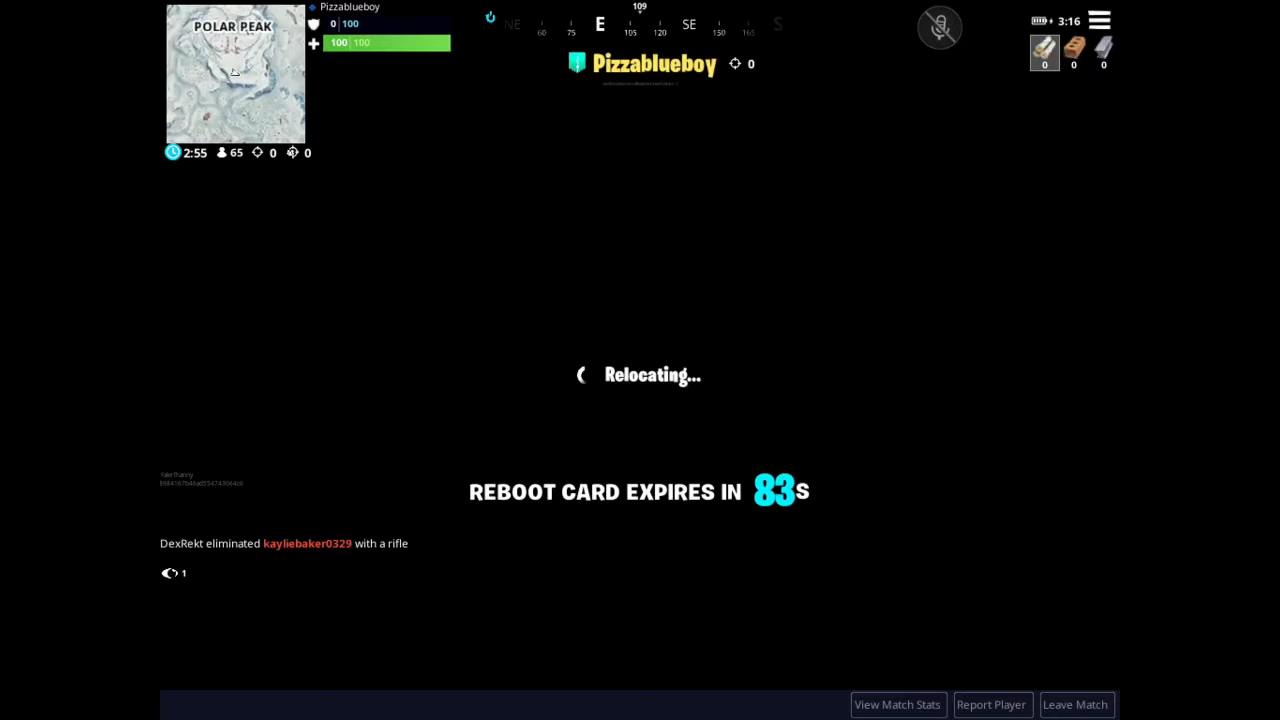 POLAR PEAK
Pizzablueboy
0 | 100
100 | 100
2:55 65 0 0
109
NE 60 75 E 105 120 SE 150 165 S
Pizzablueboy 0
3:16
0 0 0
Relocating...
REBOOT CARD EXPIRES IN 83S
DexRekt eliminated kayliebaker0329 with a rifle
1
View Match Stats
Report Player
Leave Match